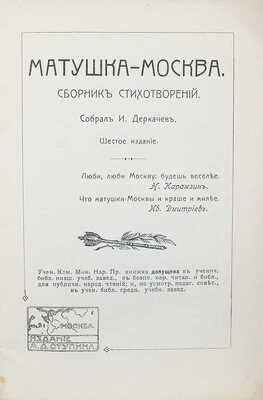 МАТУШКА-МОСКВА.
СБОРНИКЪ СТИХОТВОРЕНІЙ.
Собралъ И. Деркачевъ.
Шестое изданіе.
Люби, люби Москву: будешь веселѣе.
Н. Карамзинъ.
Что матушки-Москвы и краше и милѣе.
Ив. Дмитріевъ.
Учен. Ком. Мин. Нар. Пр. книжка допущена въ ученич.
библ. низш. учеб. завед., въ безпл. нар. читал. и библ.,
для публичн. народ. чтеній; и, по усмотр. педаг. совѣт.,
въ учен. библ. средн. учебн. завед.
МОСКВА.
ИЗДАНІЕ
А.Д.СТУПИНА.